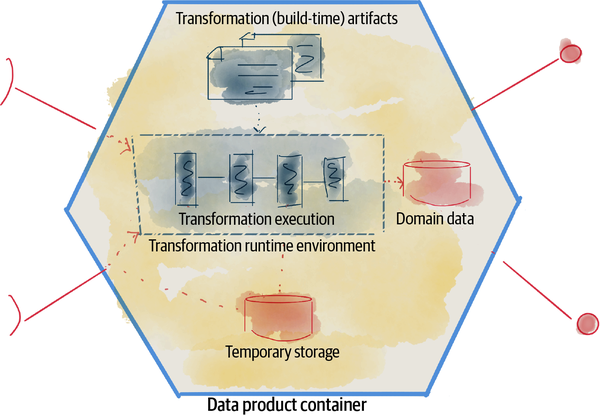 Transformation (build-time) artifacts
Transformation execution
Domain data
Transformation runtime environment
Temporary storage
Data product container